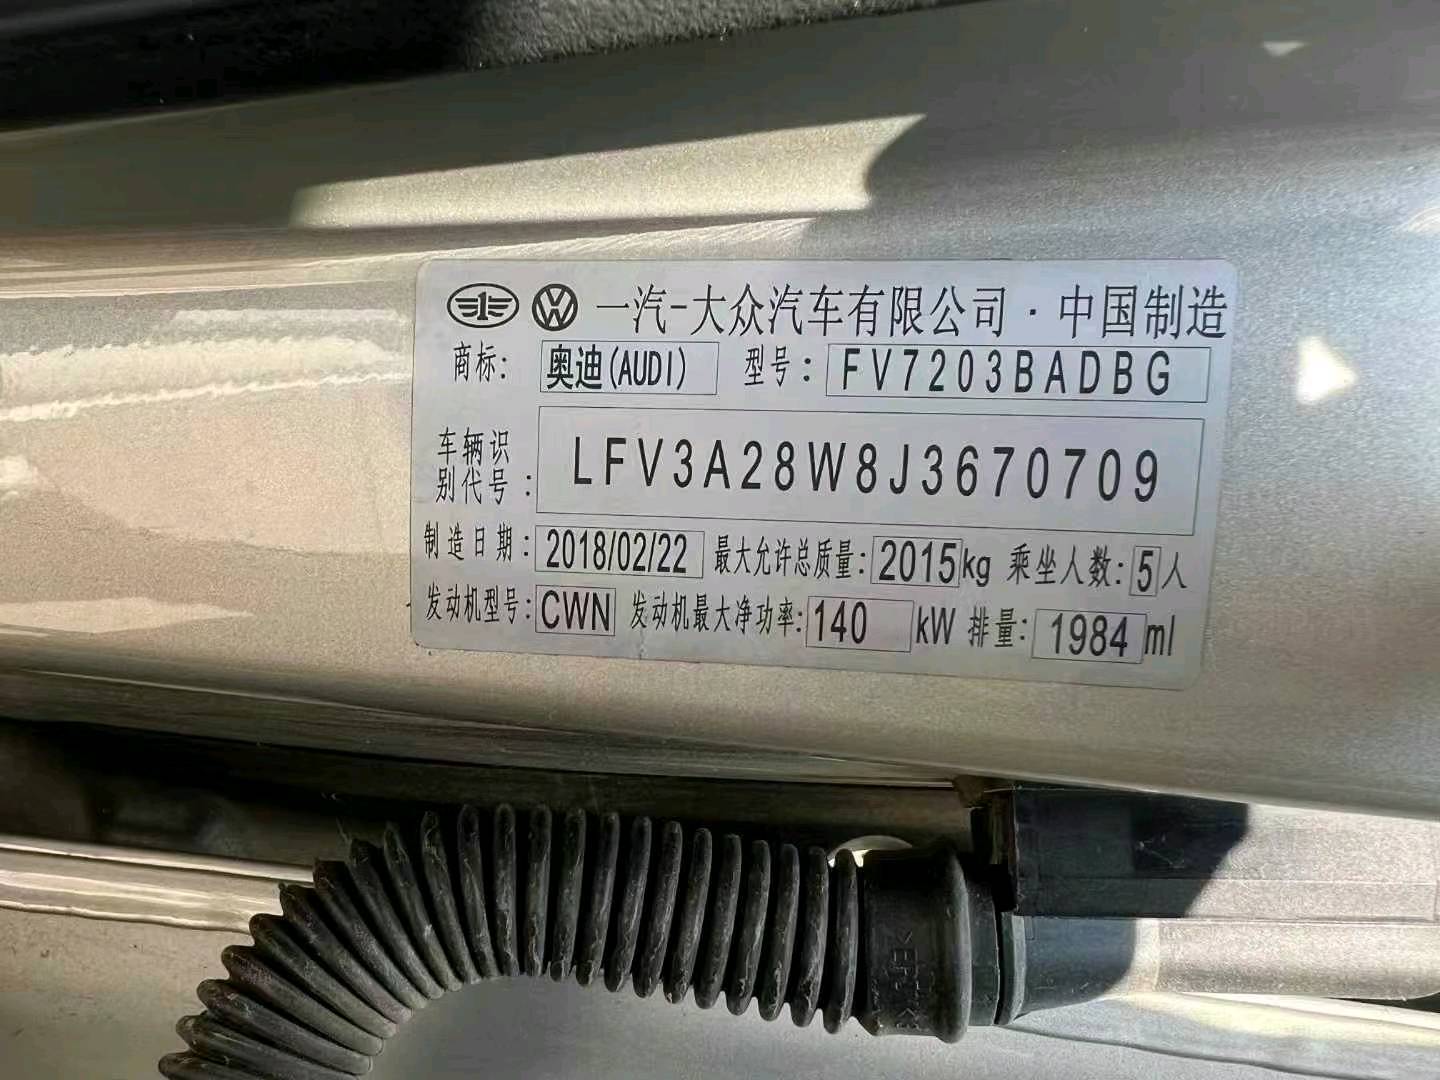 一汽-大众汽车有限公司·中国制造
商标: 奥迪(AUDI) 型号: FV7203BADBG
车辆识别代号: LFV3A28W8J3670709
制造日期: 2018/02/22 最大允许总质量: 2015kg 乘坐人数: 5人
发动机型号: CWN 发动机最大净功率: 140 kW 排量: 1984ml